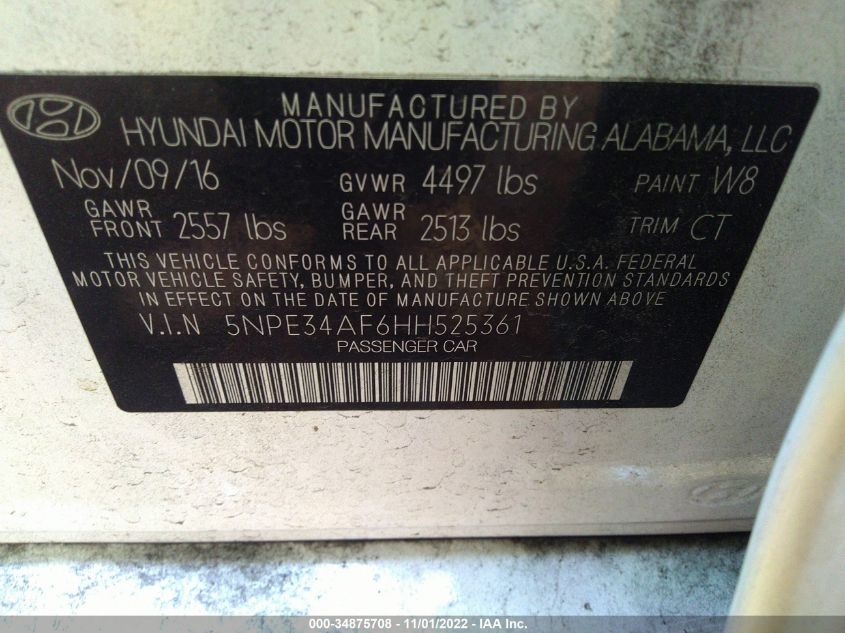 MANUFACTURED BY
HYUNDAI MOTOR MANUFACTURING ALABAMA, LLC
Nov/09/16 GVWR 4497 lbs PAINT W8
GAWR FRONT 2557 lbs GAWR REAR 2513 lbs TRIM CT
THIS VEHICLE CONFORMS TO ALL APPLICABLE U.S.A. FEDERAL
MOTOR VEHICLE SAFETY, BUMPER, AND THEFT PREVENTION STANDARDS
IN EFFECT ON THE DATE OF MANUFACTURE SHOWN ABOVE.
V.I.N 5NPE34AF6HH525361
PASSENGER CAR
000-34875708 - 11/01/2022 - IAA Inc.